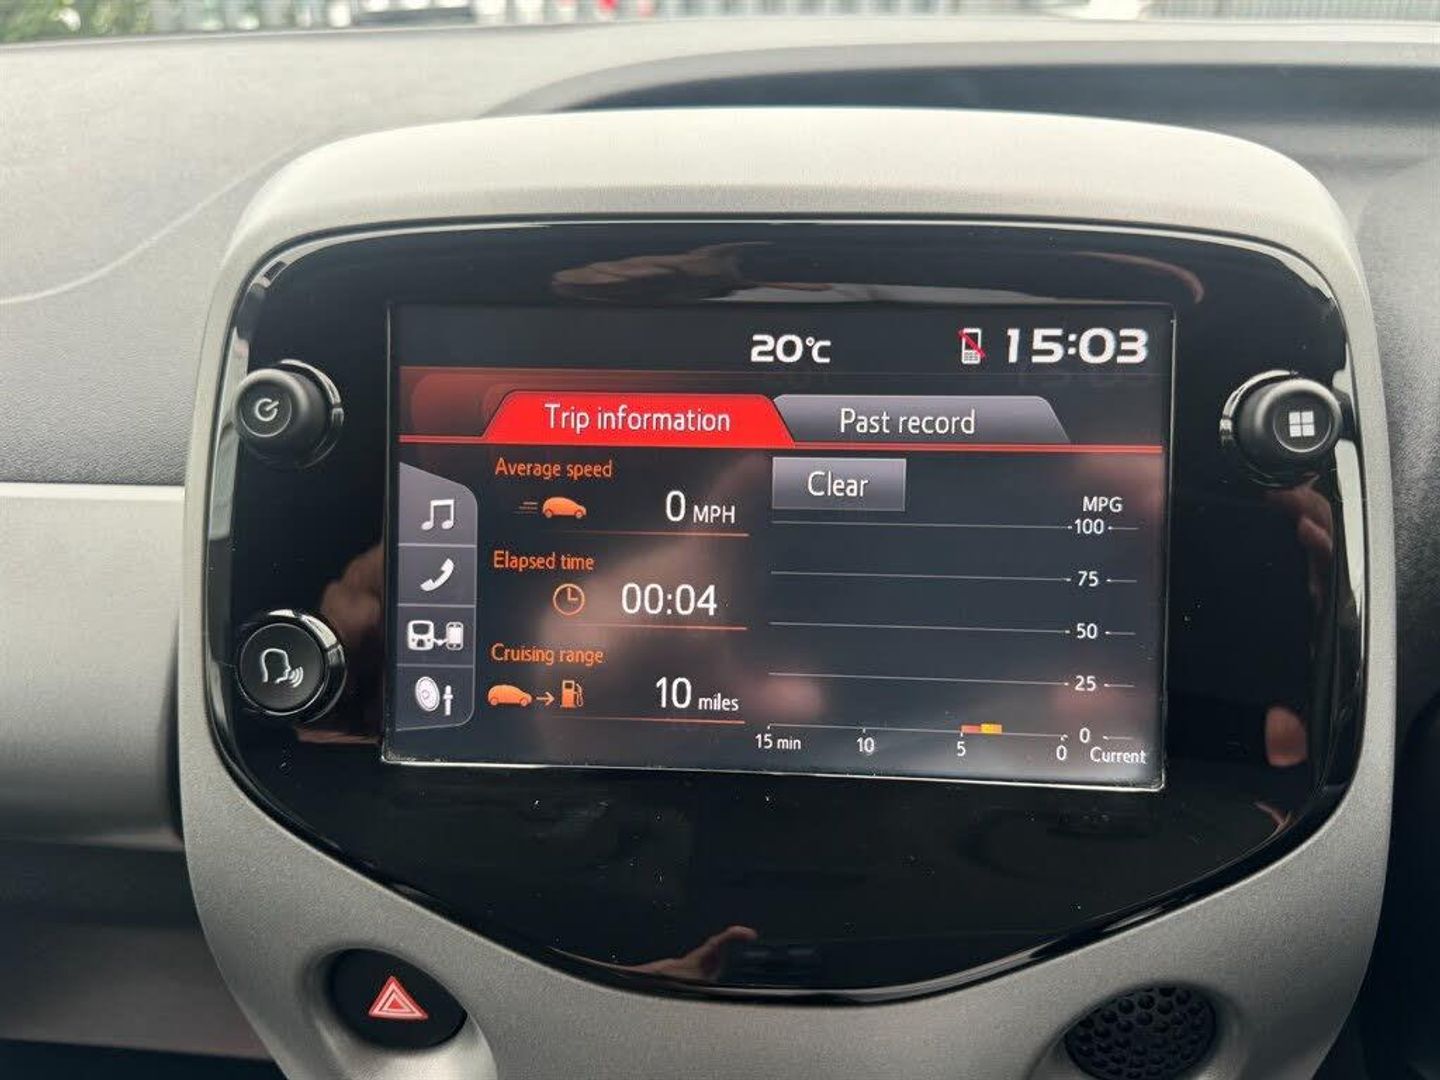 20°C 15:03
Trip information Past record
Average speed
0 MPH
Clear
MPG
100
75
50
25
0
Elapsed time
00:04
Cruising range
10 miles
15 min 10 5 0 Current